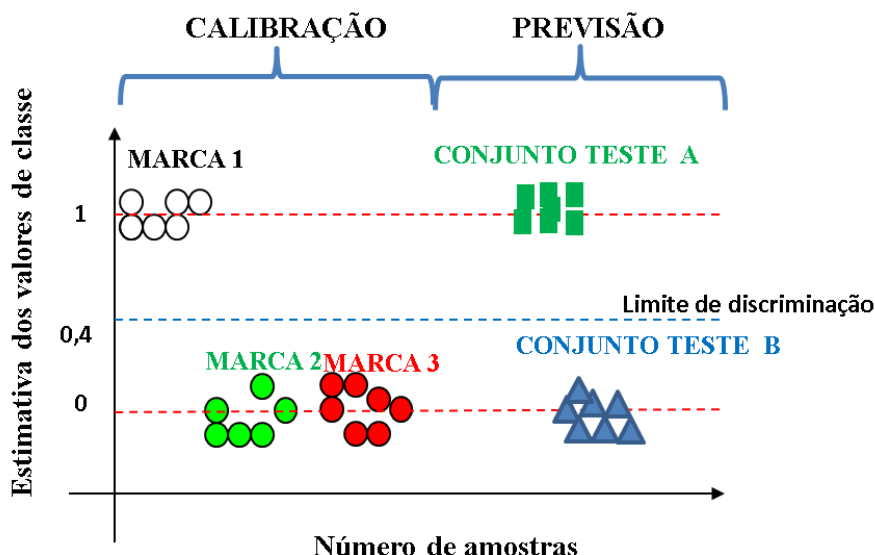 CALIBRAÇÃO
PREVISÃO
Estimativa dos valores de classe
MARCA 1
CONJUNTO TESTE A
1
Limite de discriminação
0,4
CONJUNTO TESTE B
MARCA 2
MARCA 3
0
Número de amostras